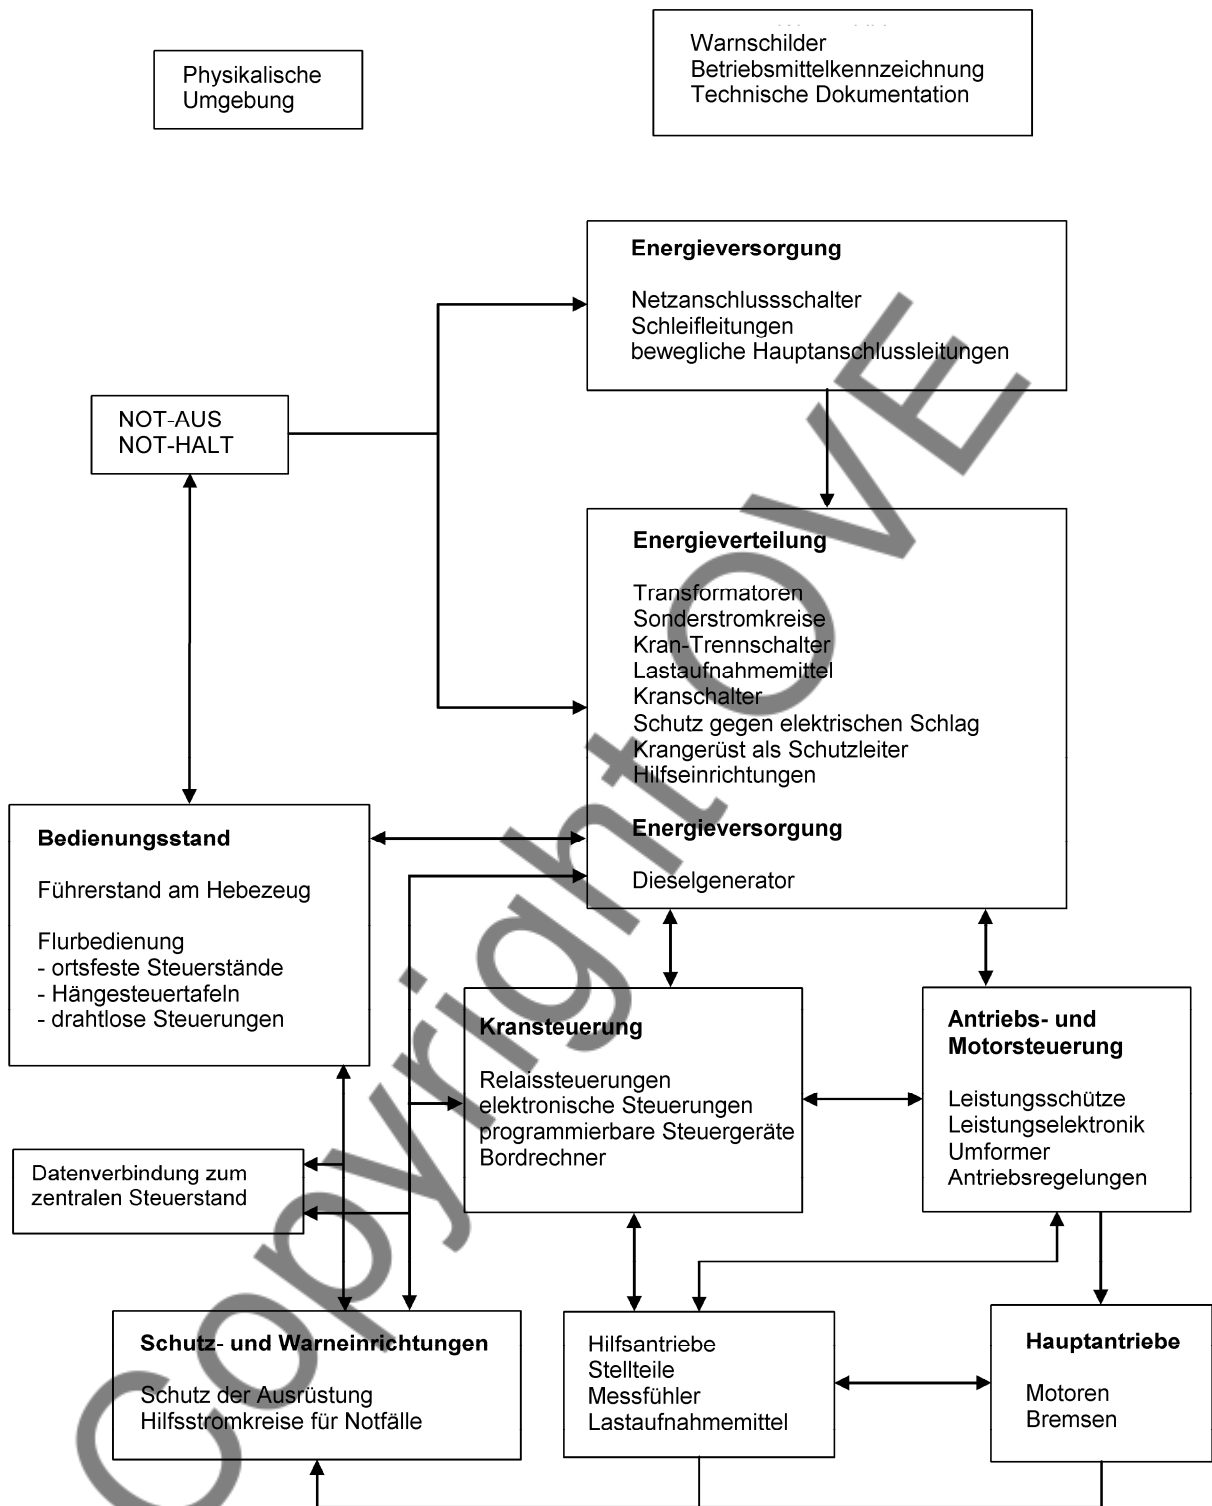 Physikalische
Umgebung
Warnschilder
Betriebsmittelkennzeichnung
Technische Dokumentation
Energieversorgung
Netzanschlussschalter
Schleifleitungen
bewegliche Hauptanschlussleitungen
NOT-AUS
NOT-HALT
Energieverteilung
Transformatoren
Sonderstromkreise
Kran-Trennschalter
Lastaufnahmemittel
Kranschalter
Schutz gegen elektrischen Schlag
Krangerüst als Schutzleiter
Hilfseinrichtungen
Energieversorgung
Dieselgenerator
Bedienungsstand
Führerstand am Hebezeug
Flurbedienung
- ortsfeste Steuerstände
- Hängesteuertafeln
- drahtlose Steuerungen
Kransteuerung
Relaissteuerungen
elektronische Steuerungen
programmierbare Steuergeräte
Bordrechner
Antriebs- und
Motorsteuerung
Leistungsschütze
Leistungselektronik
Umformer
Antriebsregelungen
Datenverbindung zum
zentralen Steuerstand
Schutz- und Warneinrichtungen
Schutz der Ausrüstung
Hilfsstromkreise für Notfälle
Hilfsantriebe
Stellteile
Messfühler
Lastaufnahmemittel
Hauptantriebe
Motoren
Bremsen
Copyright OVE